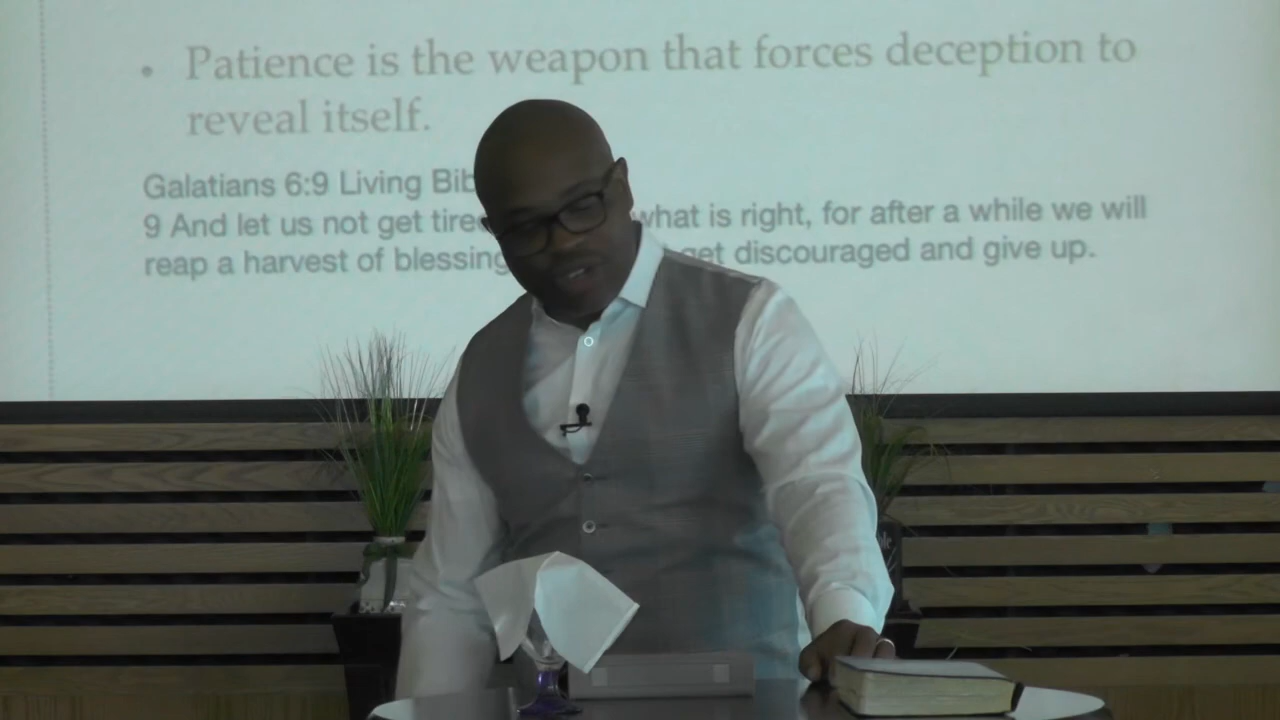 • Patience is the weapon that forces deception to
reveal itself.
Galatians 6:9 Living Bib
9 And let us not get tired what is right, for after a while we will
reap a harvest of blessing get discouraged and give up.